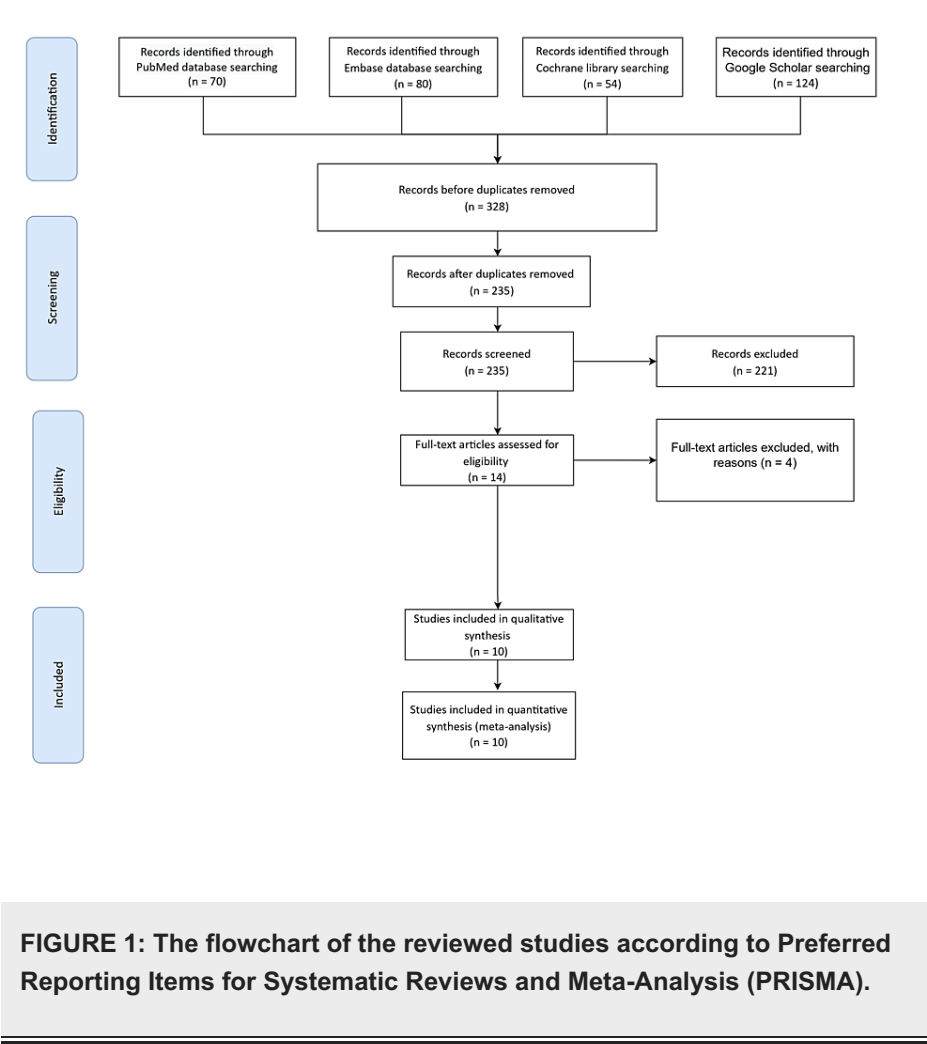 Identification
Records identified through
PubMed database searching
(n = 70)
Records identified through
Embase database searching
(n = 80)
Records identified through
Cochrane library searching
(n = 54)
Records identified through
Google Scholar searching
(n = 124)
Records before duplicates removed
(n = 328)
Screening
Records after duplicates removed
(n = 235)
Records screened
(n = 235)
Records excluded
(n = 221)
Eligibility
Full-text articles assessed for
eligibility
(n = 14)
Full-text articles excluded, with
reasons (n = 4)
Included
Studies included in qualitative
synthesis
(n = 10)
Studies included in quantitative
synthesis (meta-analysis)
(n = 10)
FIGURE 1: The flowchart of the reviewed studies according to Preferred
Reporting Items for Systematic Reviews and Meta-Analysis (PRISMA).